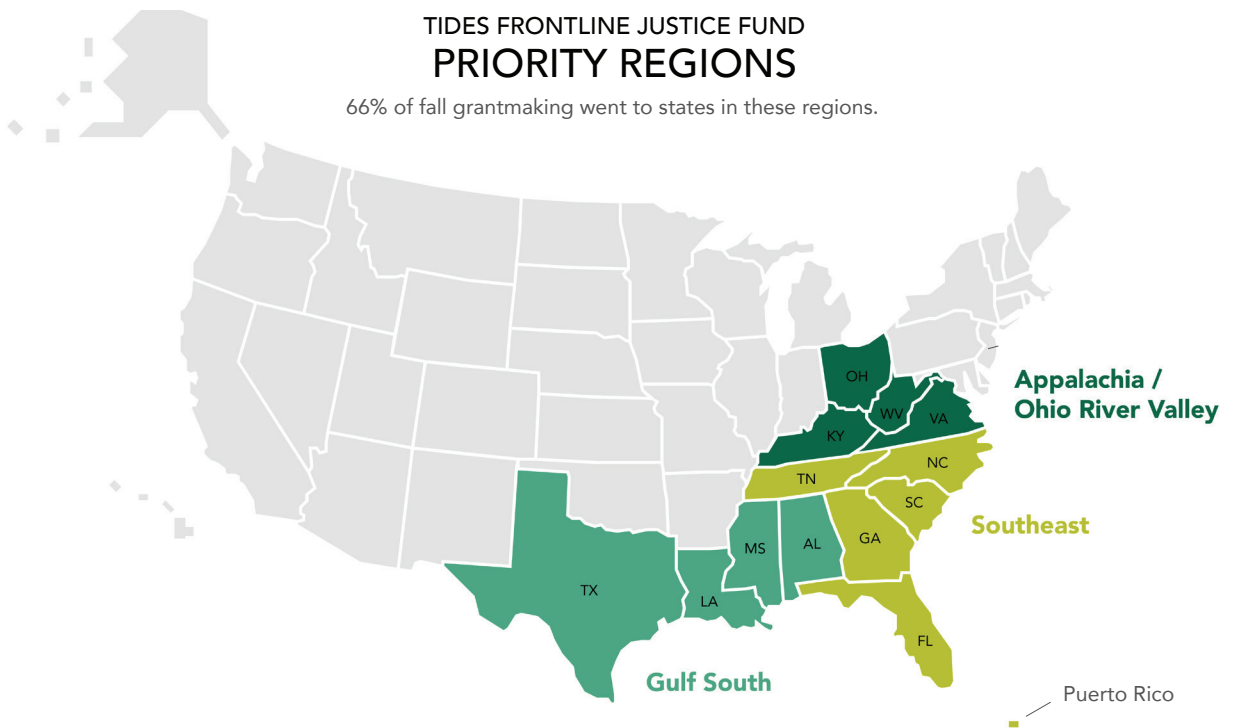 TIDES FRONTLINE JUSTICE FUND
PRIORITY REGIONS
66% of fall grantmaking went to states in these regions.
OH
WV
VA
KY
Appalachia /
Ohio River Valley
TN
NC
SC
GA
FL
Southeast
MS
AL
TX
LA
Gulf South
Puerto Rico